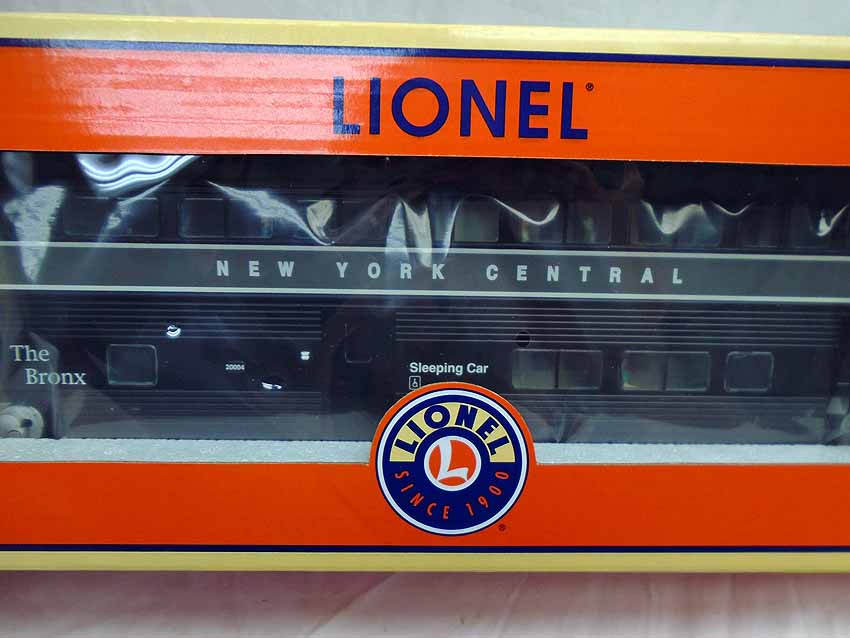 LIONEL®
NEW YORK CENTRAL
The
Bronx
20004
Sleeping Car
LIONEL
L
SINCE 1900
®